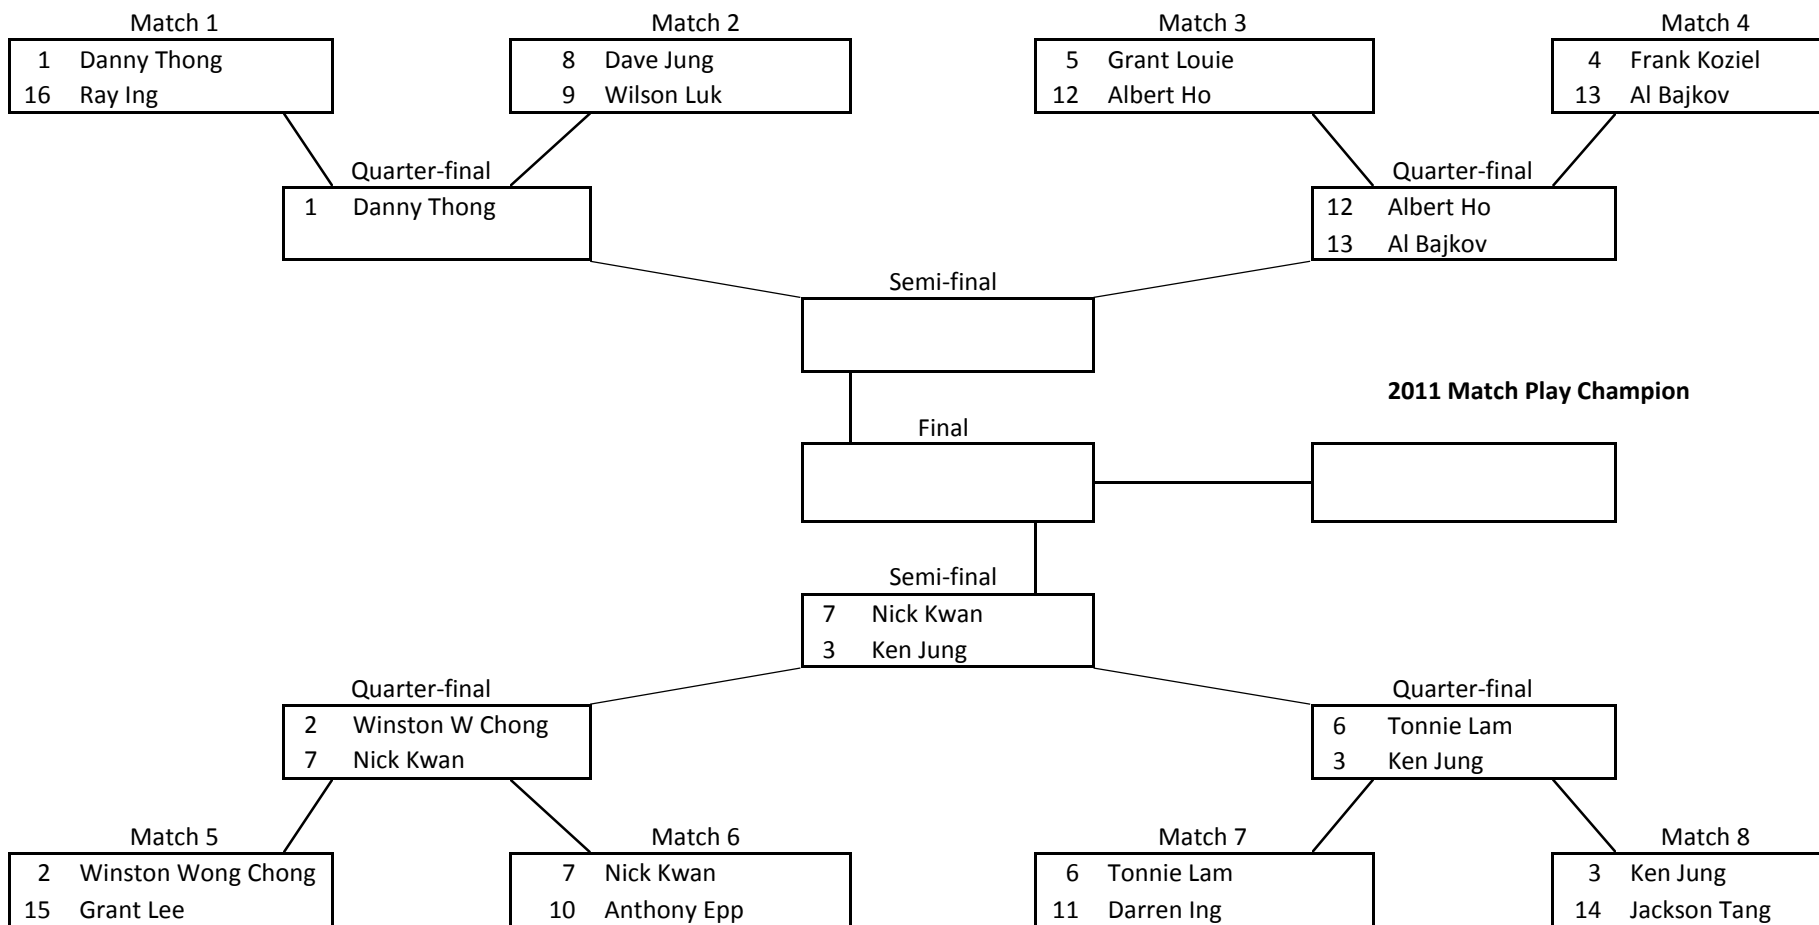 Match 1
Match 2
Match 3
Match 4
1 Danny Thong
16 Ray Ing
8 Dave Jung
9 Wilson Luk
5 Grant Louie
12 Albert Ho
4 Frank Koziel
13 Al Bajkov
Quarter-final
1 Danny Thong
Quarter-final
12 Albert Ho
13 Al Bajkov
Semi-final
2011 Match Play Champion
Final
Semi-final
7 Nick Kwan
3 Ken Jung
Quarter-final
2 Winston W Chong
7 Nick Kwan
Quarter-final
6 Tonnie Lam
3 Ken Jung
Match 5
Match 6
Match 7
Match 8
2 Winston Wong Chong
15 Grant Lee
7 Nick Kwan
10 Anthony Epp
6 Tonnie Lam
11 Darren Ing
3 Ken Jung
14 Jackson Tang